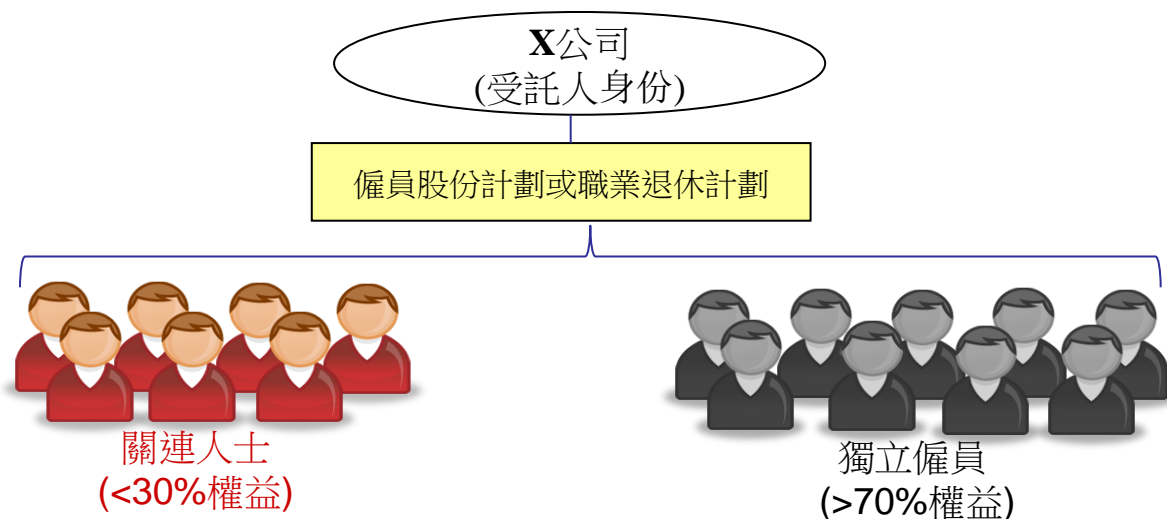 X公司
(受託人身份)
僱員股份計劃或職業退休計劃
關連人士
(<30%權益)
獨立僱員
(>70%權益)